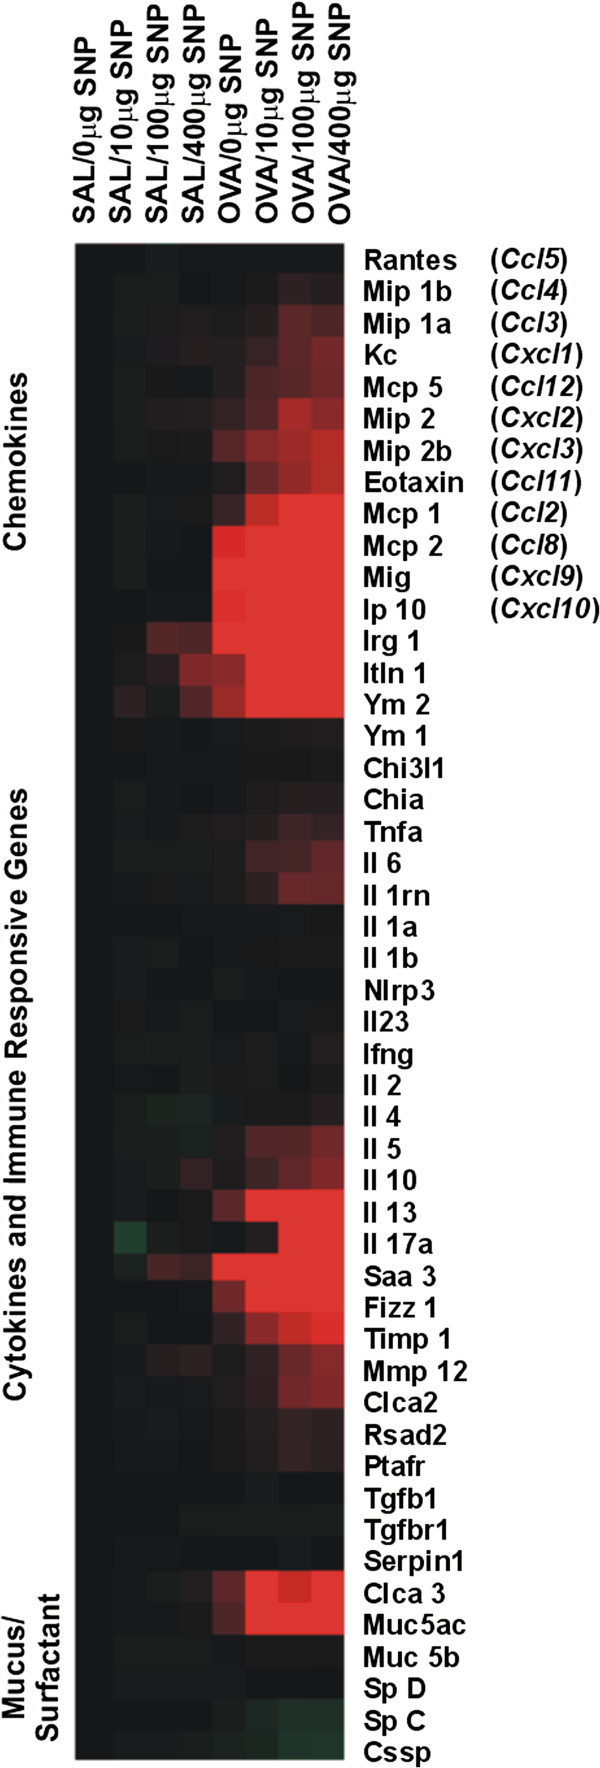 SAL/0µg SNP
SAL/10µg SNP
SAL/100µg SNP
SAL/400µg SNP
OVA/0µg SNP
OVA/10µg SNP
OVA/100µg SNP
OVA/400µg SNP
Chemokines
Rantes (Ccl5)
Mip 1b (Ccl4)
Mip 1a (Ccl3)
Kc (Cxcl1)
Mcp 5 (Ccl12)
Mip 2 (Cxcl2)
Mip 2b (Cxcl3)
Eotaxin (Ccl11)
Mcp 1 (Ccl2)
Mcp 2 (Ccl8)
Mig (Cxcl9)
Ip 10 (Cxcl10)
Cytokines and Immune Responsive Genes
Irg 1
Itln 1
Ym 2
Ym 1
Chi3l1
Chia
Tnfa
Il 6
Il 1rn
Il 1a
Il 1b
Nlrp3
Il23
Ifng
Il 2
Il 4
Il 5
Il 10
Il 13
Il 17a
Saa 3
Fizz 1
Timp 1
Mmp 12
Clca2
Rsad2
Ptafr
Tgfb1
Tgfbr1
Serpin1
Mucus/
Surfactant
Clca 3
Muc5ac
Muc 5b
Sp D
Sp C
Cssp